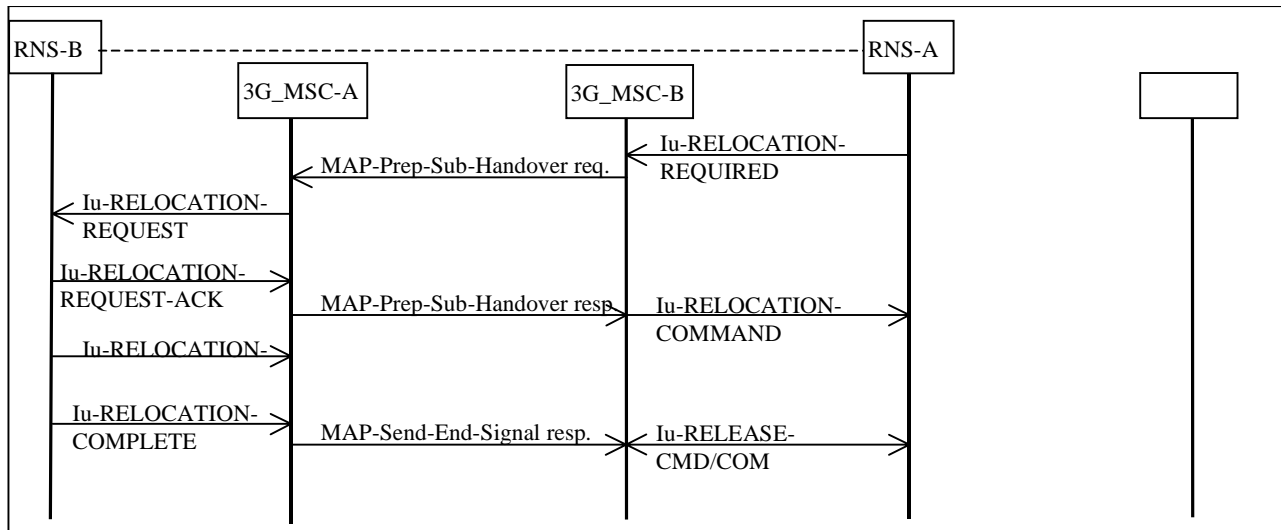 RNS-B
RNS-A
3G_MSC-A
3G_MSC-B
Iu-RELOCATION-
REQUIRED
MAP-Prep-Sub-Handover req.
Iu-RELOCATION-
REQUEST
Iu-RELOCATION-
REQUEST-ACK
MAP-Prep-Sub-Handover resp
Iu-RELOCATION-
COMMAND
Iu-RELOCATION-
Iu-RELOCATION-
COMPLETE
MAP-Send-End-Signal resp.
Iu-RELEASE-
CMD/COM